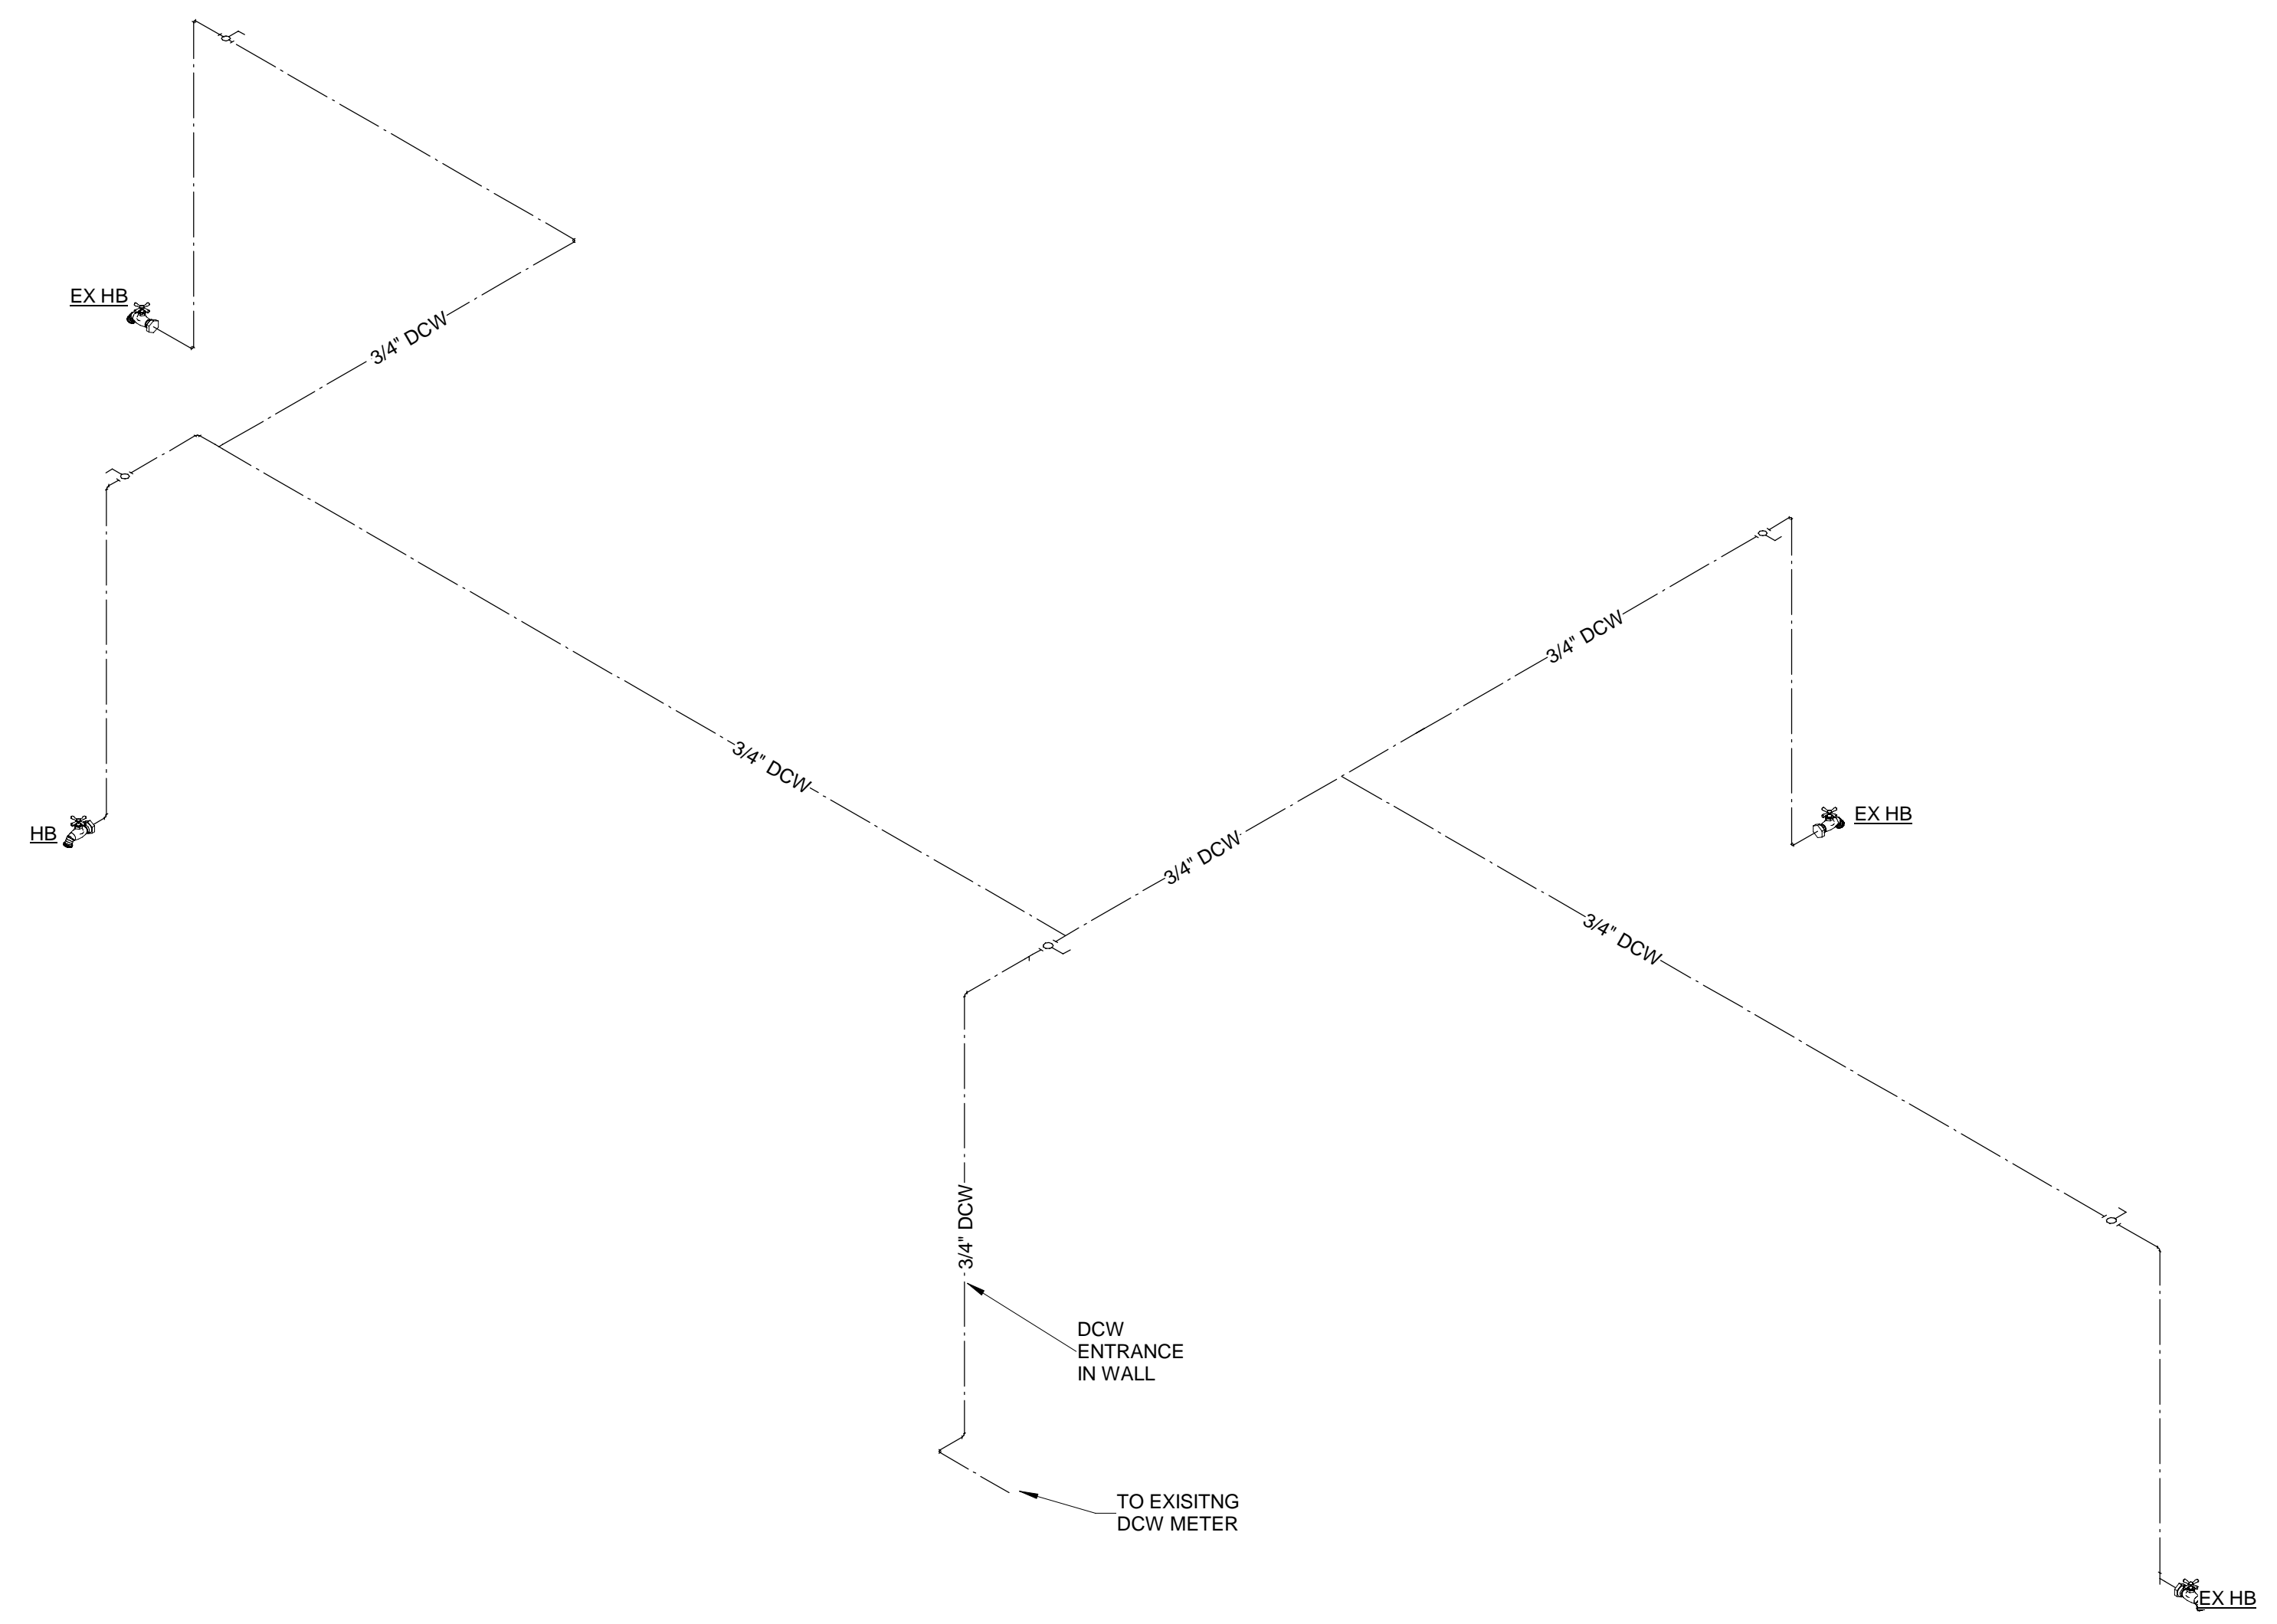 EX HB
3/4" DCW
3/4" DCW
3/4" DCW
EX HB
HB
3/4" DCW
3/4" DCW
3/4" DCW
DCW
ENTRANCE
IN WALL
TO EXISITNG
DCW METER
EX HB